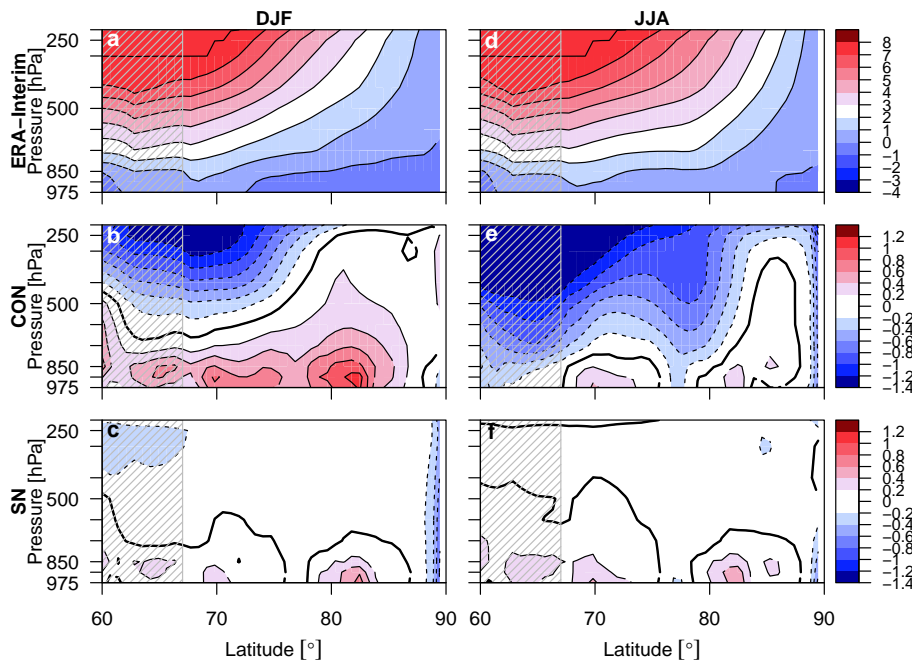 DJF
JJA
ERA−Interim
Pressure [hPa]
250
500
850
975
a
d
8
7
6
5
4
3
2
1
0
−1
−2
−3
−4
CON
Pressure [hPa]
250
500
850
975
b
e
1.2
1
0.8
0.6
0.4
0.2
0
−0.2
−0.4
−0.6
−0.8
−1
−1.2
−1.4
SN
Pressure [hPa]
250
500
850
975
c
f
1.2
1
0.8
0.6
0.4
0.2
0
−0.2
−0.4
−0.6
−0.8
−1
−1.2
−1.4
60 70 80 90
60 70 80 90
Latitude [°]
Latitude [°]